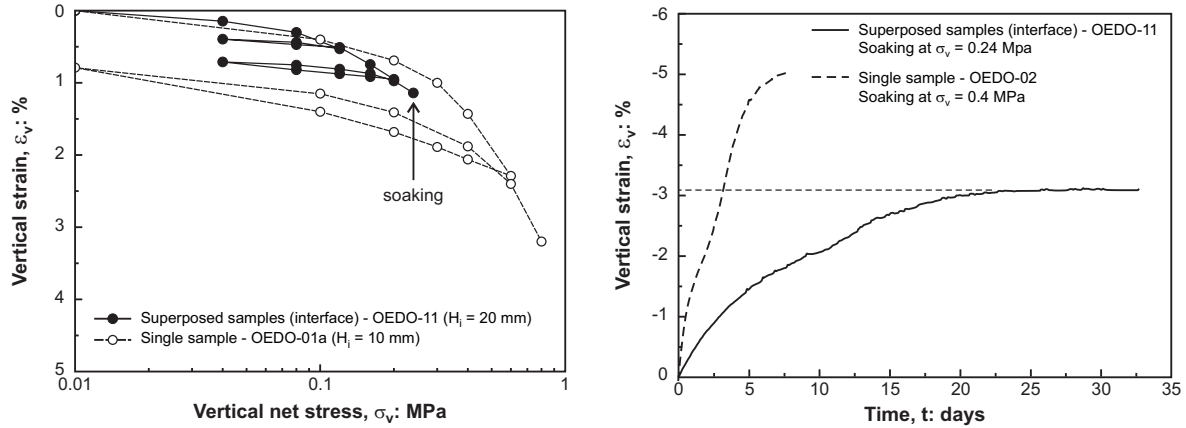 0
1
2
3
4
5
Vertical strain, εv: %
0.01
0.1
1
Vertical net stress, σv: MPa
soaking
Superposed samples (interface) - OEDO-11 (Hi = 20 mm)
Single sample - OEDO-01a (Hi = 10 mm)
-6
-5
-4
-3
-2
-1
0
Vertical strain, εv: %
0
5
10
15
20
25
30
35
Time, t: days
Superposed samples (interface) - OEDO-11
Soaking at σv = 0.24 Mpa
Single sample - OEDO-02
Soaking at σv = 0.4 MPa